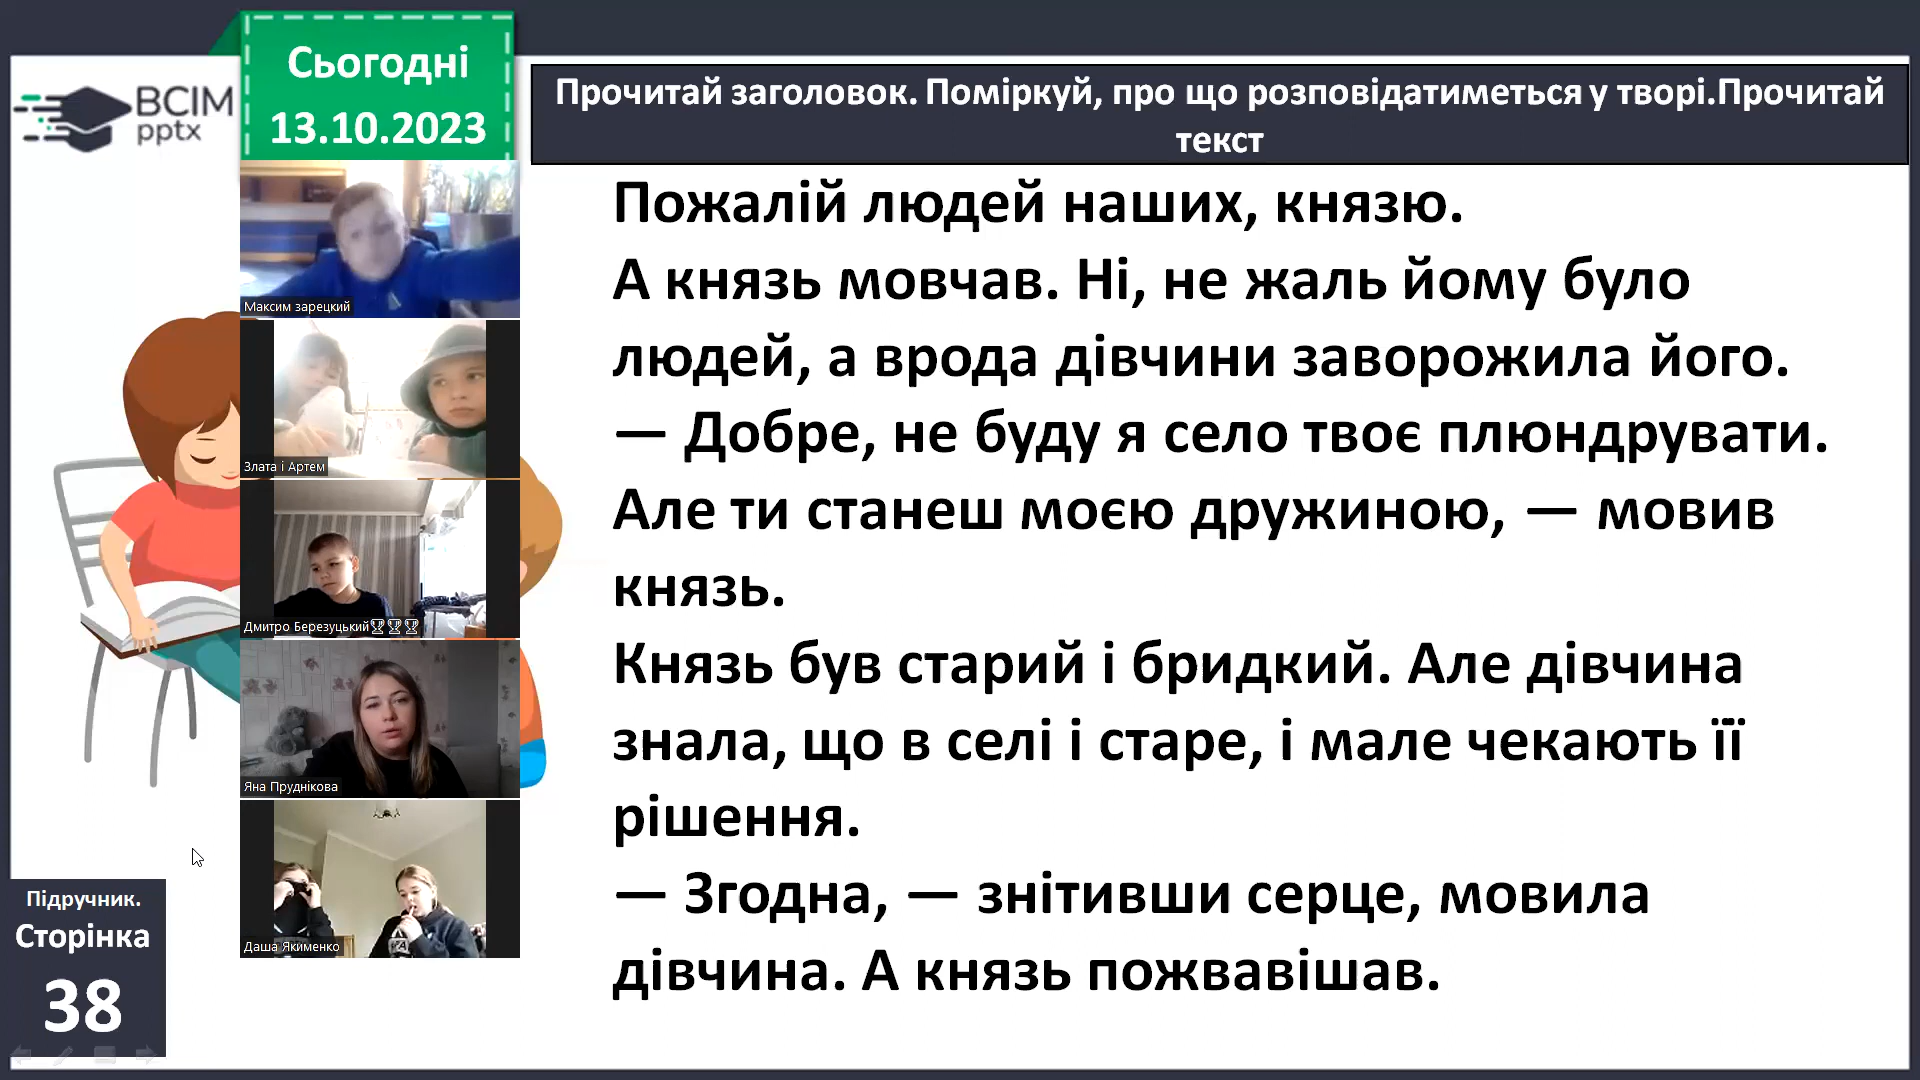 Сьогодні
13.10.2023
ВСІМ
pptx
Прочитай заголовок. Поміркуй, про що розповідатиметься у творі.Прочитай
текст
Максим зарецкий
Злата і Артем
Дмитро Березуцький🏆🏆🏆
Яна Пруднікова
Даша Якименко
Пожалій людей наших, князю.
А князь мовчав. Ні, не жаль йому було
людей, а врода дівчини заворожила його.
— Добре, не буду я село твоє плюндрувати.
Але ти станеш моєю дружиною, — мовив
князь.
Князь був старий і бридкий. Але дівчина
знала, що в селі і старе, і мале чекають її
рішення.
— Згодна, — знітивши серце, мовила
дівчина. А князь пожвавішав.
Підручник.
Сторінка
38